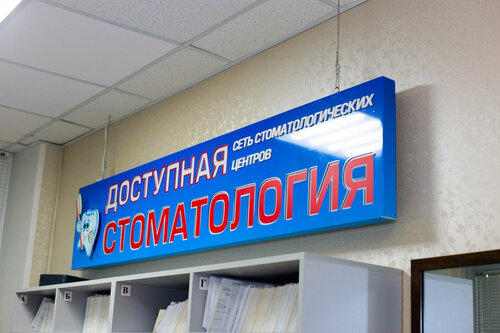 ДОСТУПНАЯ
СЕТЬ СТОМАТОЛОГИЧЕСКИХ
ЦЕНТРОВ
СТОМАТОЛОГИЯ
А
Б
В
Г